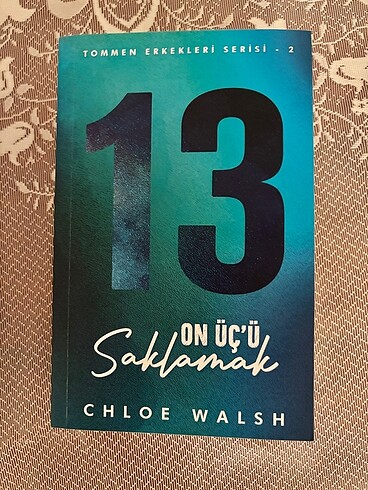 TOMMEN ERKEKLERİ SERİSİ - 2
13
ON ÜÇ'Ü
Saklamak
CHLOE WALSH